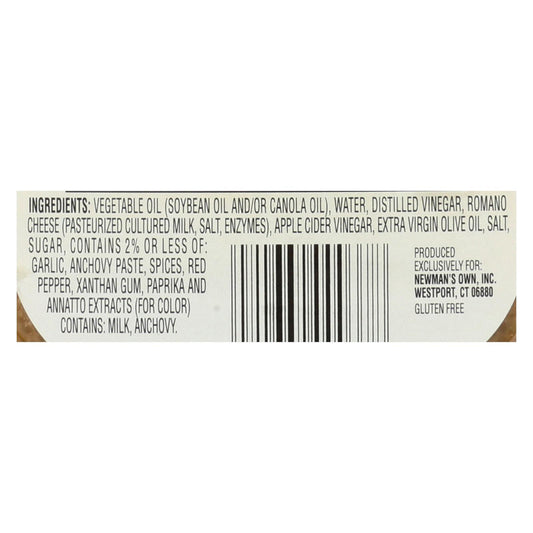 INGREDIENTS: VEGETABLE OIL (SOYBEAN OIL AND/OR CANOLA OIL), WATER, DISTILLED VINEGAR, ROMANO
CHEESE (PASTEURIZED CULTURED MILK, SALT, ENZYMES), APPLE CIDER VINEGAR, EXTRA VIRGIN OLIVE OIL, SALT,
SUGAR, CONTAINS 2% OR LESS OF:
GARLIC, ANCHOVY PASTE, SPICES, RED
PEPPER, XANTHAN GUM, PAPRIKA AND
ANNATTO EXTRACTS (FOR COLOR)
CONTAINS: MILK, ANCHOVY.
PRODUCED
EXCLUSIVELY FOR:
NEWMAN'S OWN, INC.
WESTPORT, CT 06880
GLUTEN FREE